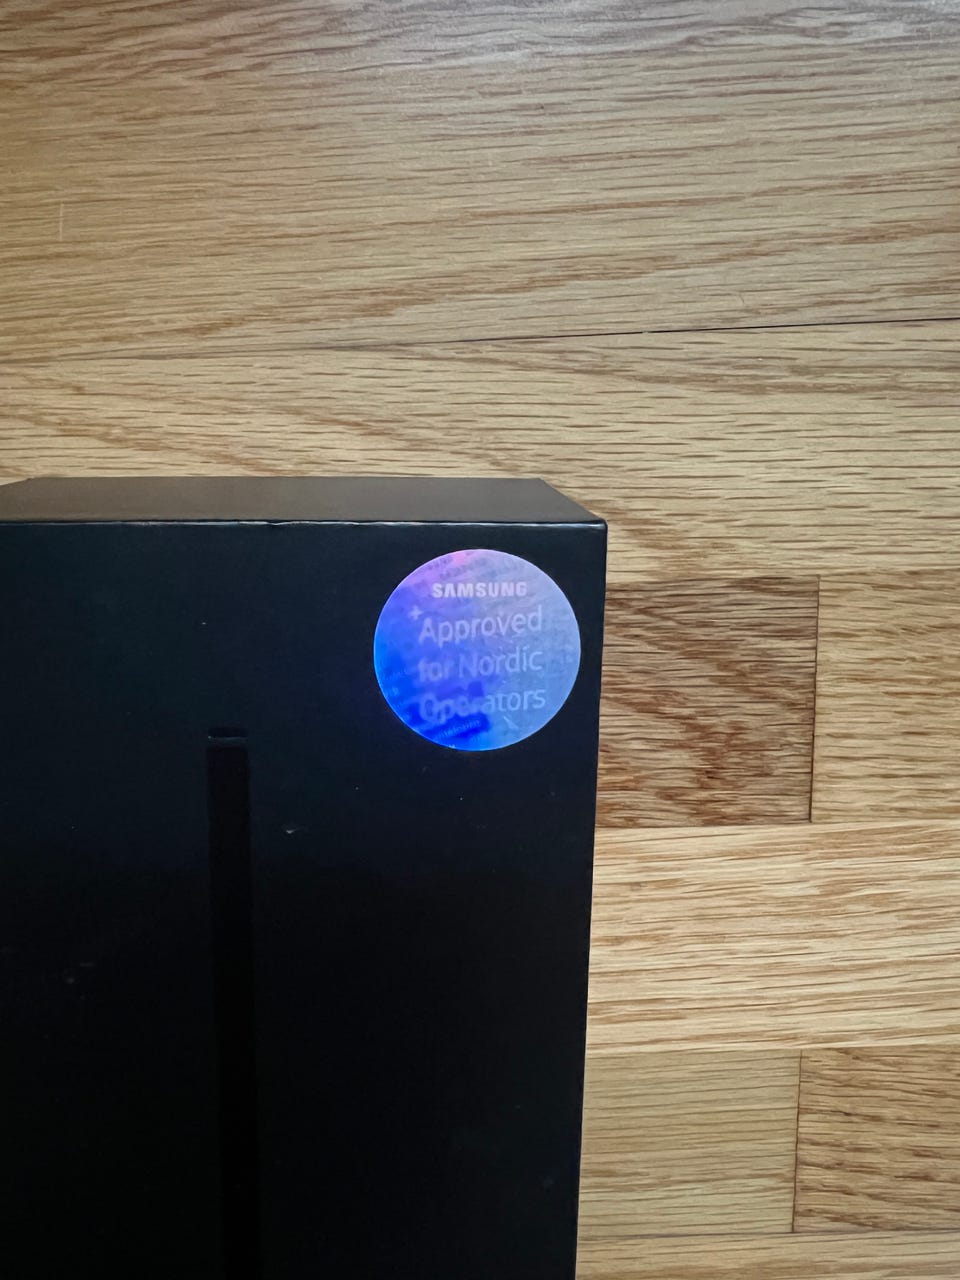 SAMSUNG
Approved
for Nordic
Operators